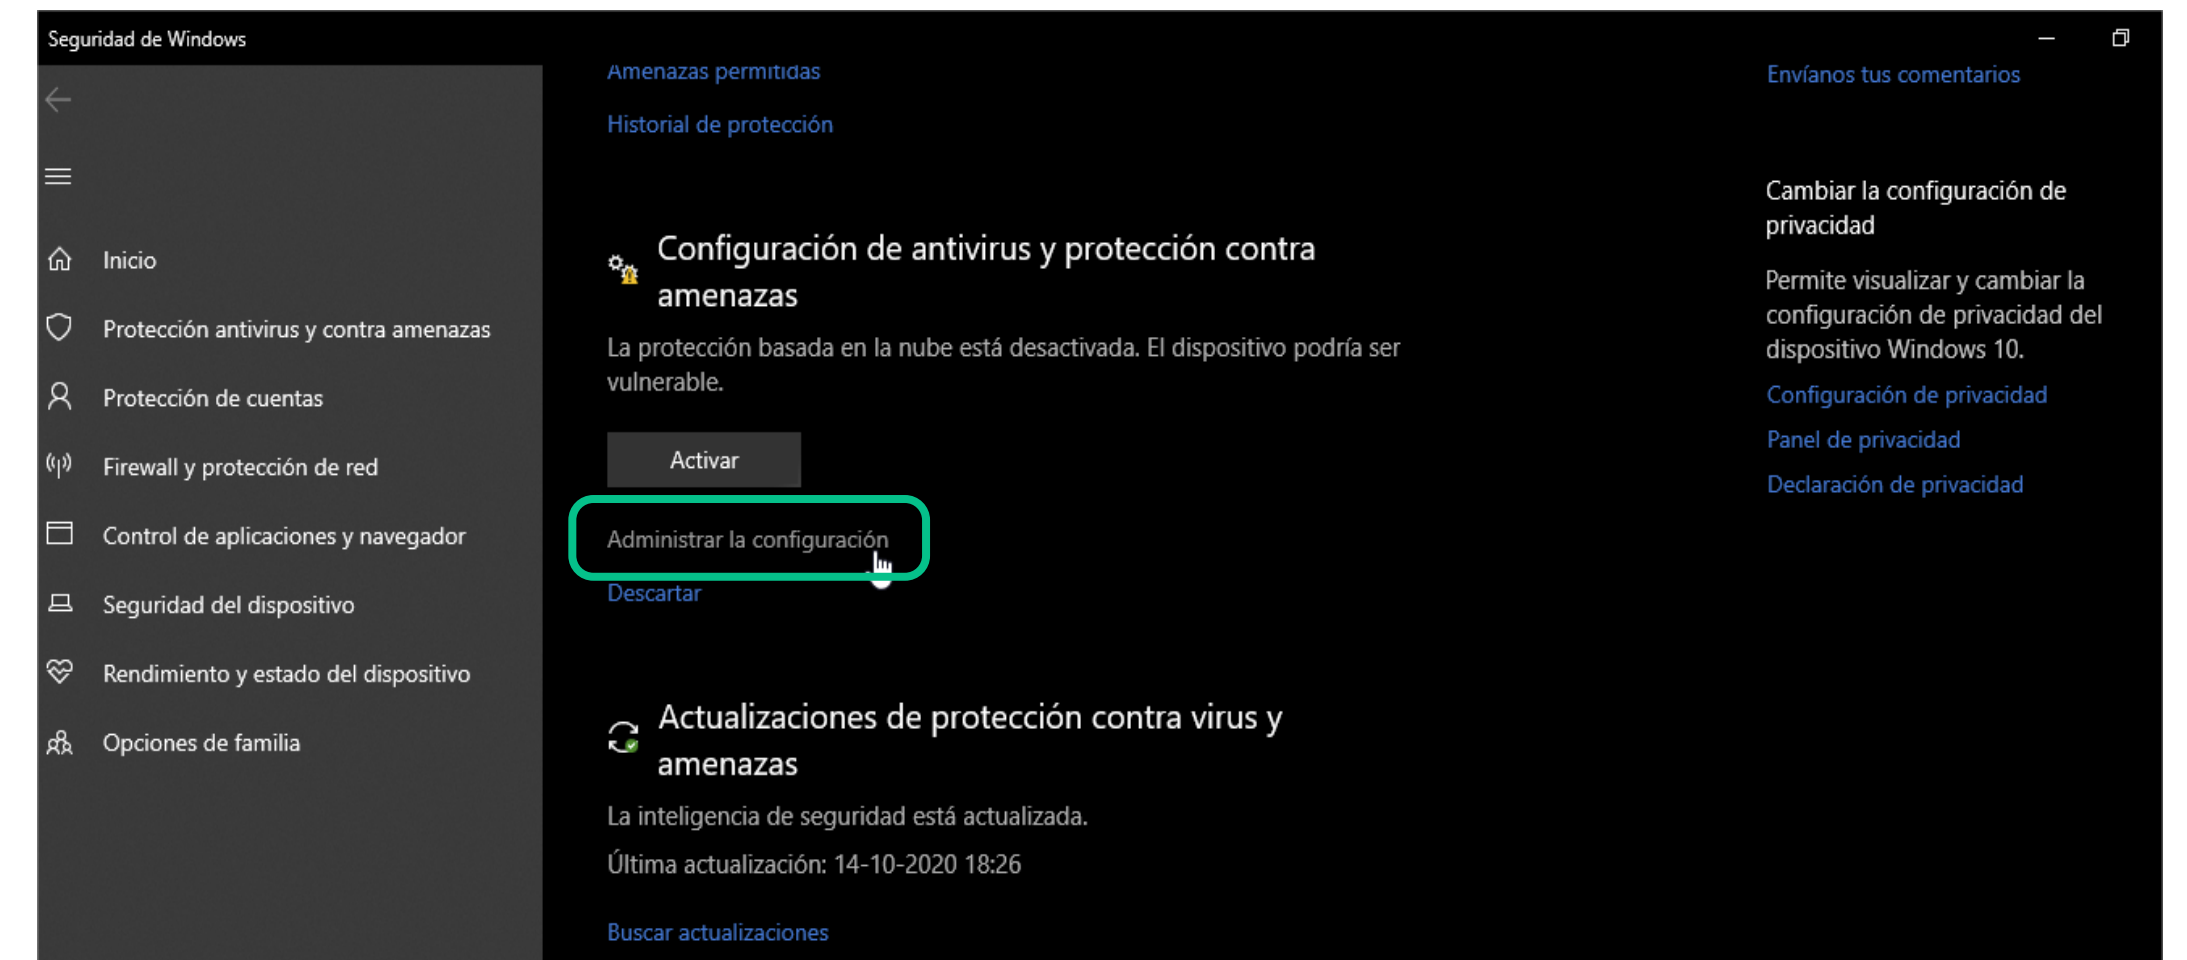 Seguridad de Windows
Inicio
Protección antivirus y contra amenazas
Protección de cuentas
Firewall y protección de red
Control de aplicaciones y navegador
Seguridad del dispositivo
Rendimiento y estado del dispositivo
Opciones de familia
Amenazas permitidas
Historial de protección
Configuración de antivirus y protección contra
amenazas
La protección basada en la nube está desactivada. El dispositivo podría ser
vulnerable.
Activar
Administrar la configuración
Descartar
Actualizaciones de protección contra virus y
amenazas
La inteligencia de seguridad está actualizada.
Última actualización: 14-10-2020 18:26
Buscar actualizaciones
Envíanos tus comentarios
Cambiar la configuración de
privacidad
Permite visualizar y cambiar la
configuración de privacidad del
dispositivo Windows 10.
Configuración de privacidad
Panel de privacidad
Declaración de privacidad